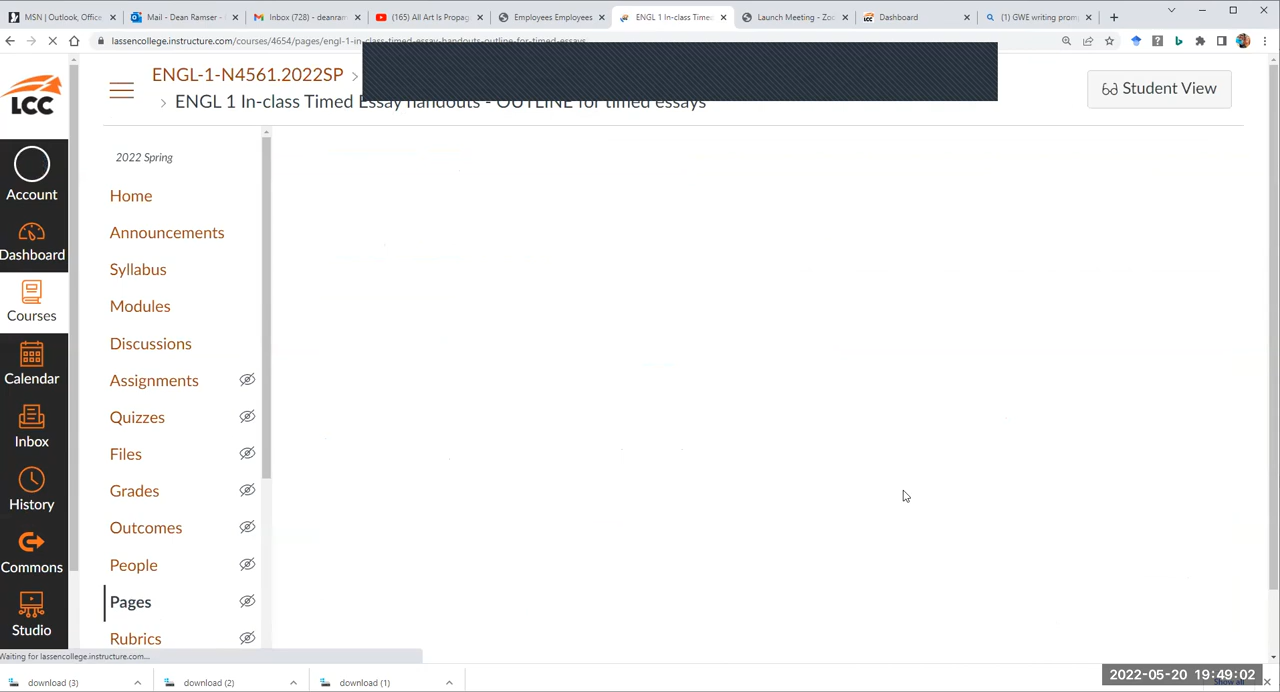 MSN | Outlook, Office
Mail - Dean Ramser -
Inbox (728) - deanram
(165) All Art Is Propag
Employees Employees
ENGL 1 In-class Timed
Launch Meeting - Zoo
Dashboard
(1) GWE writing prom
lassencollege.instructure.com/courses/4654/pages/engl-1-in-class-timed-essay-handouts-outline-for-timed-essays
LCC
ENGL-1-N4561.2022SP
ENGL 1 In-class Timed Essay handouts - OUTLINE for timed essays
Student View
Account
Dashboard
Courses
Calendar
Inbox
History
Commons
Studio
2022 Spring
Home
Announcements
Syllabus
Modules
Discussions
Assignments
Quizzes
Files
Grades
Outcomes
People
Pages
Rubrics
Waiting for lassencollege.instructure.com...
download (3)
download (2)
download (1)
Show all
2022-05-20 19:49:02